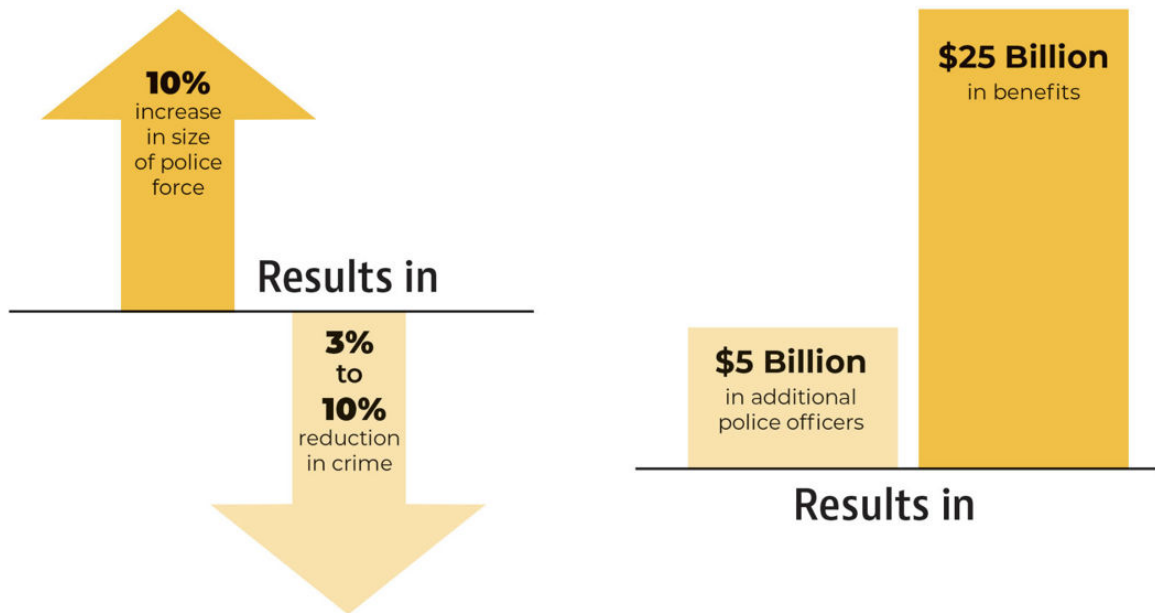 10%
increase
in size
of police
force
Results in
3%
to
10%
reduction
in crime
$25 Billion
in benefits
$5 Billion
in additional
police officers
Results in